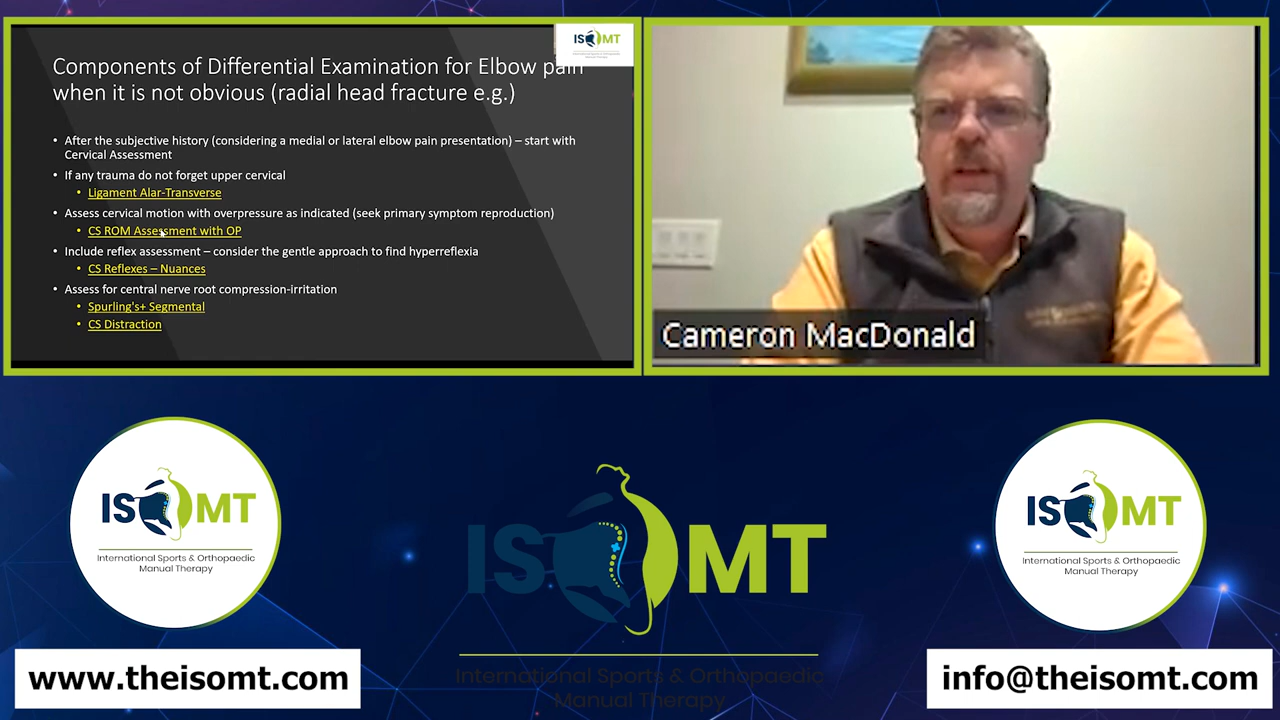 ISOMT
Components of Differential Examination for Elbow pain
when it is not obvious (radial head fracture e.g.)
• After the subjective history (considering a medial or lateral elbow pain presentation) – start with
Cervical Assessment
• If any trauma do not forget upper cervical
• Ligament Alar-Transverse
• Assess cervical motion with overpressure as indicated (seek primary symptom reproduction)
• CS ROM Assessment with OP
• Include reflex assessment – consider the gentle approach to find hyperreflexia
• CS Reflexes – Nuances
• Assess for central nerve root compression-irritation
• Spurling's+ Segmental
• CS Distraction
Cameron MacDonald
ISOMT
International Sports & Orthopaedic
Manual Therapy
ISOMT
International Sports & Orthopaedic
Manual Therapy
ISOMT
International Sports & Orthopaedic
Manual Therapy
www.theisomt.com
info@theisomt.com